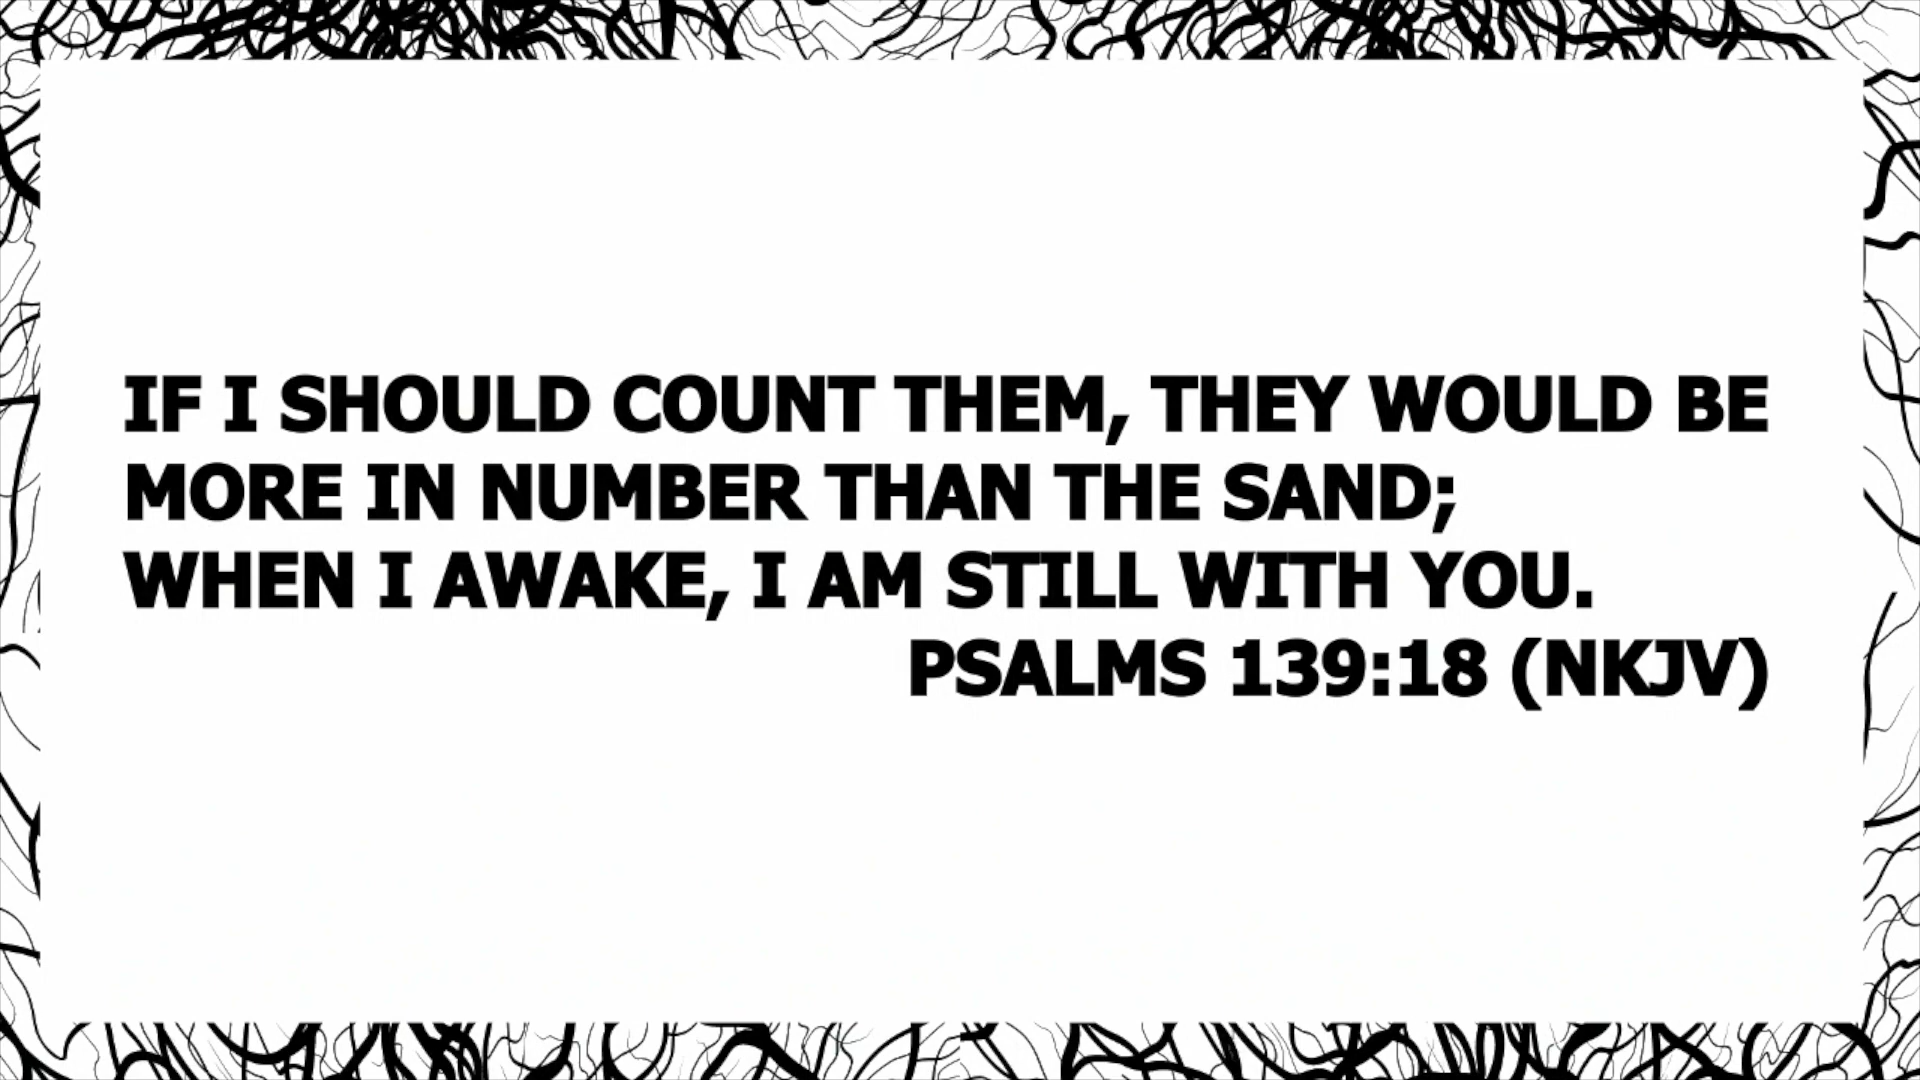 IF I SHOULD COUNT THEM, THEY WOULD BE
MORE IN NUMBER THAN THE SAND;
WHEN I AWAKE, I AM STILL WITH YOU.
PSALMS 139:18 (NKJV)